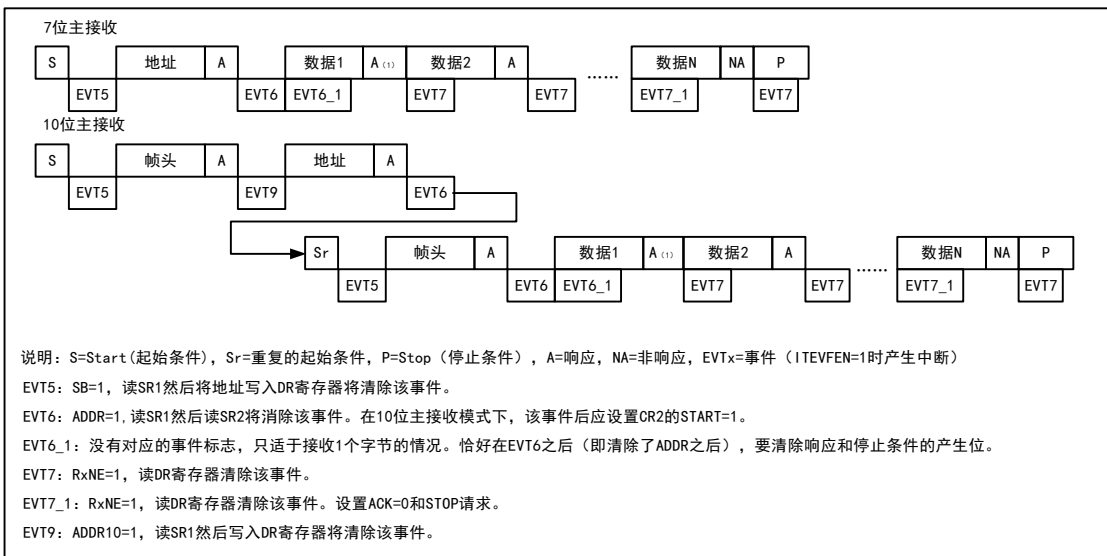 7位主接收
S 地址 A 数据1 A(1) 数据2 A …… 数据N NA P
EVT5 EVT6 EVT6_1 EVT7 EVT7 EVT7_1 EVT7
10位主接收
S 帧头 A 地址 A
EVT5 EVT9 EVT6
Sr 帧头 A 数据1 A(1) 数据2 A …… 数据N NA P
EVT5 EVT6 EVT6_1 EVT7 EVT7 EVT7_1 EVT7
说明：S=Start(起始条件)，Sr=重复的起始条件，P=Stop（停止条件），A=响应，NA=非响应，EVTx=事件（ITEVFEN=1时产生中断）
EVT5：SB=1，读SR1然后将地址写入DR寄存器将清除该事件。
EVT6：ADDR=1,读SR1然后读SR2将消除该事件。在10位主接收模式下，该事件后应设置CR2的START=1。
EVT6_1：没有对应的事件标志，只适于接收1个字节的情况。恰好在EVT6之后（即清除了ADDR之后），要清除响应和停止条件的产生位。
EVT7：RxNE=1，读DR寄存器清除该事件。
EVT7_1：RxNE=1，读DR寄存器清除该事件。设置ACK=0和STOP请求。
EVT9：ADDR10=1，读SR1然后写入DR寄存器将清除该事件。